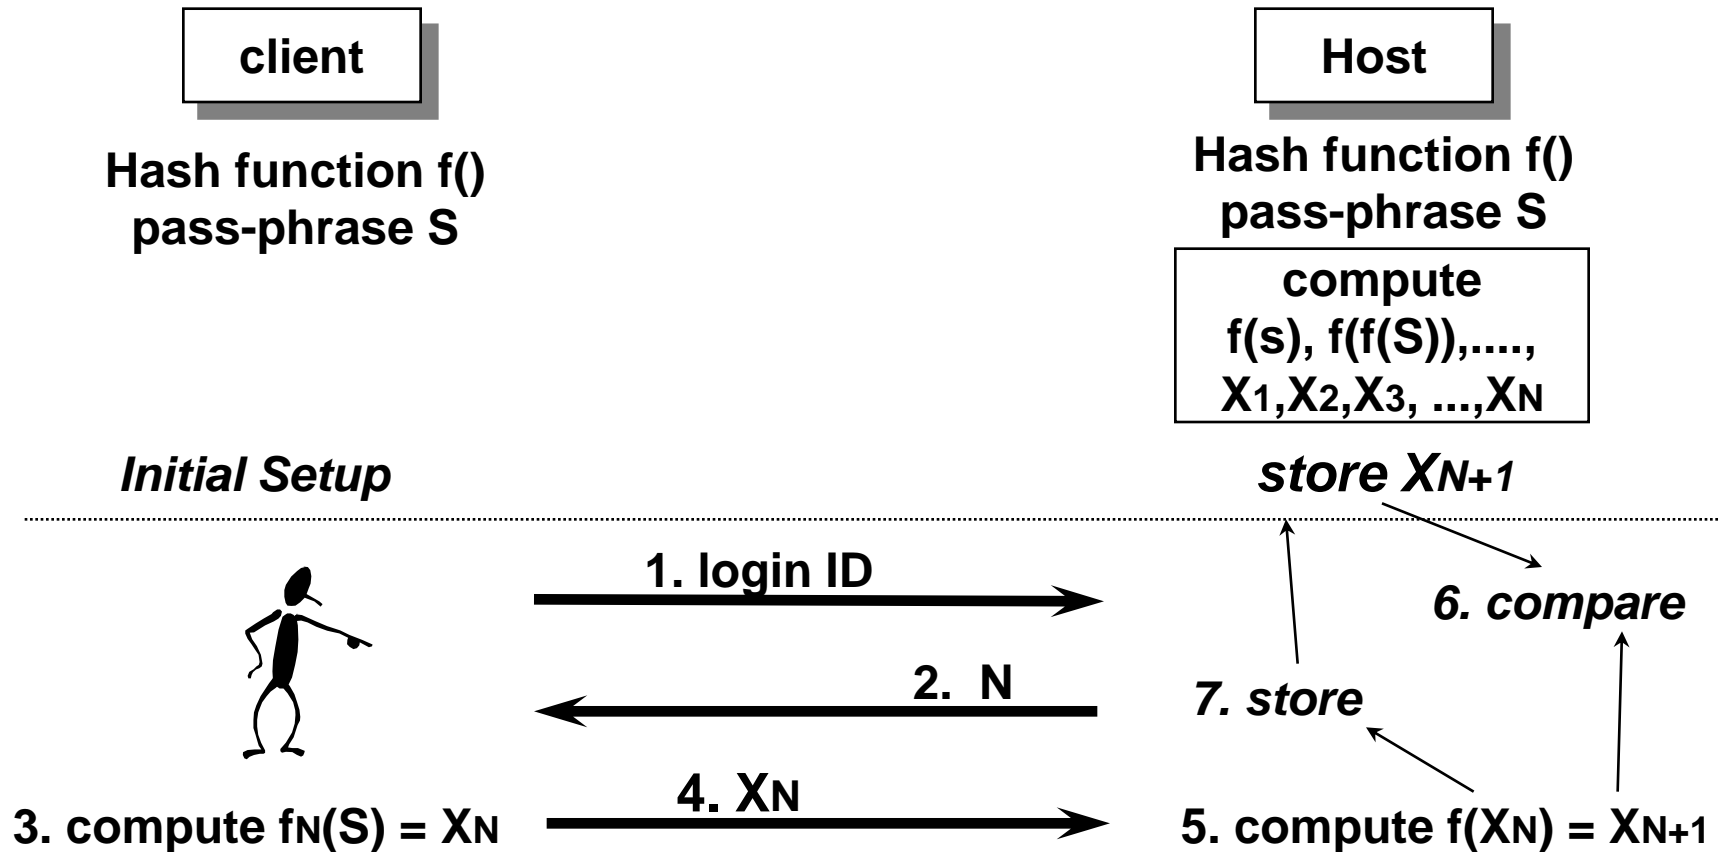 client
Host
Hash function f()
pass-phrase S
Hash function f()
pass-phrase S
compute
f(s), f(f(S)),....,
X1,X2,X3, ...,XN
Initial Setup
store XN+1
1. login ID
6. compare
2. N
7. store
4. XN
3. compute fN(S) = XN
5. compute f(XN) = XN+1